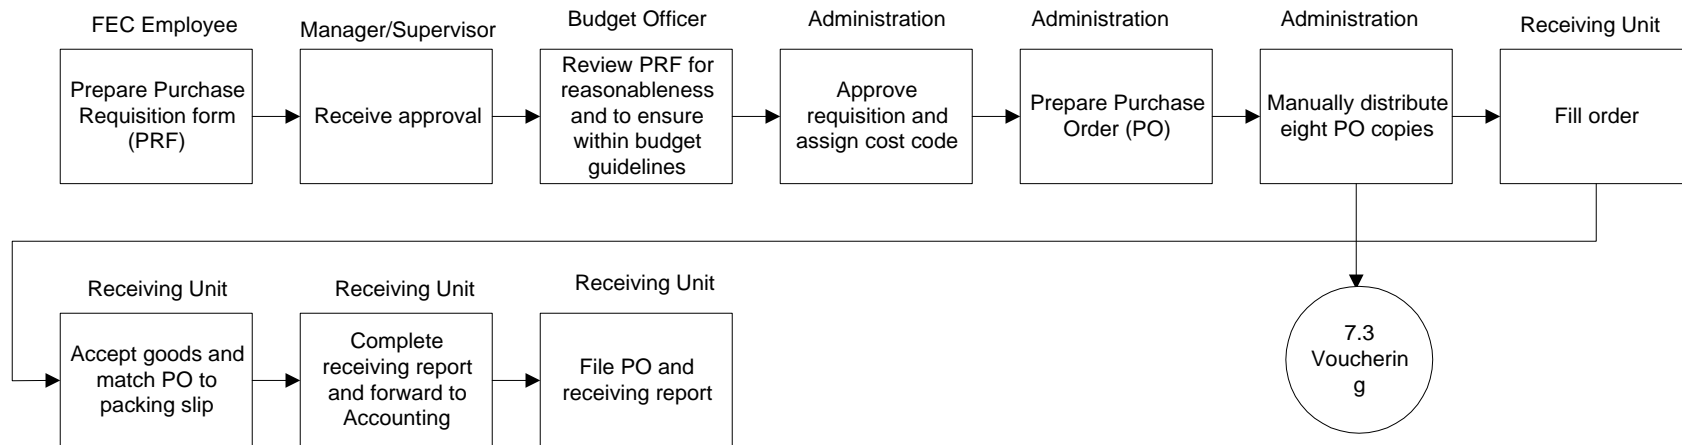 FEC Employee
Prepare Purchase
Requisition form
(PRF)
Manager/Supervisor
Receive approval
Budget Officer
Review PRF for
reasonableness
and to ensure
within budget
guidelines
Administration
Approve
requisition and
assign cost code
Administration
Prepare Purchase
Order (PO)
Administration
Manually distribute
eight PO copies
Receiving Unit
Fill order
Receiving Unit
Accept goods and
match PO to
packing slip
Receiving Unit
Complete
receiving report
and forward to
Accounting
Receiving Unit
File PO and
receiving report
7.3
Voucherin
g